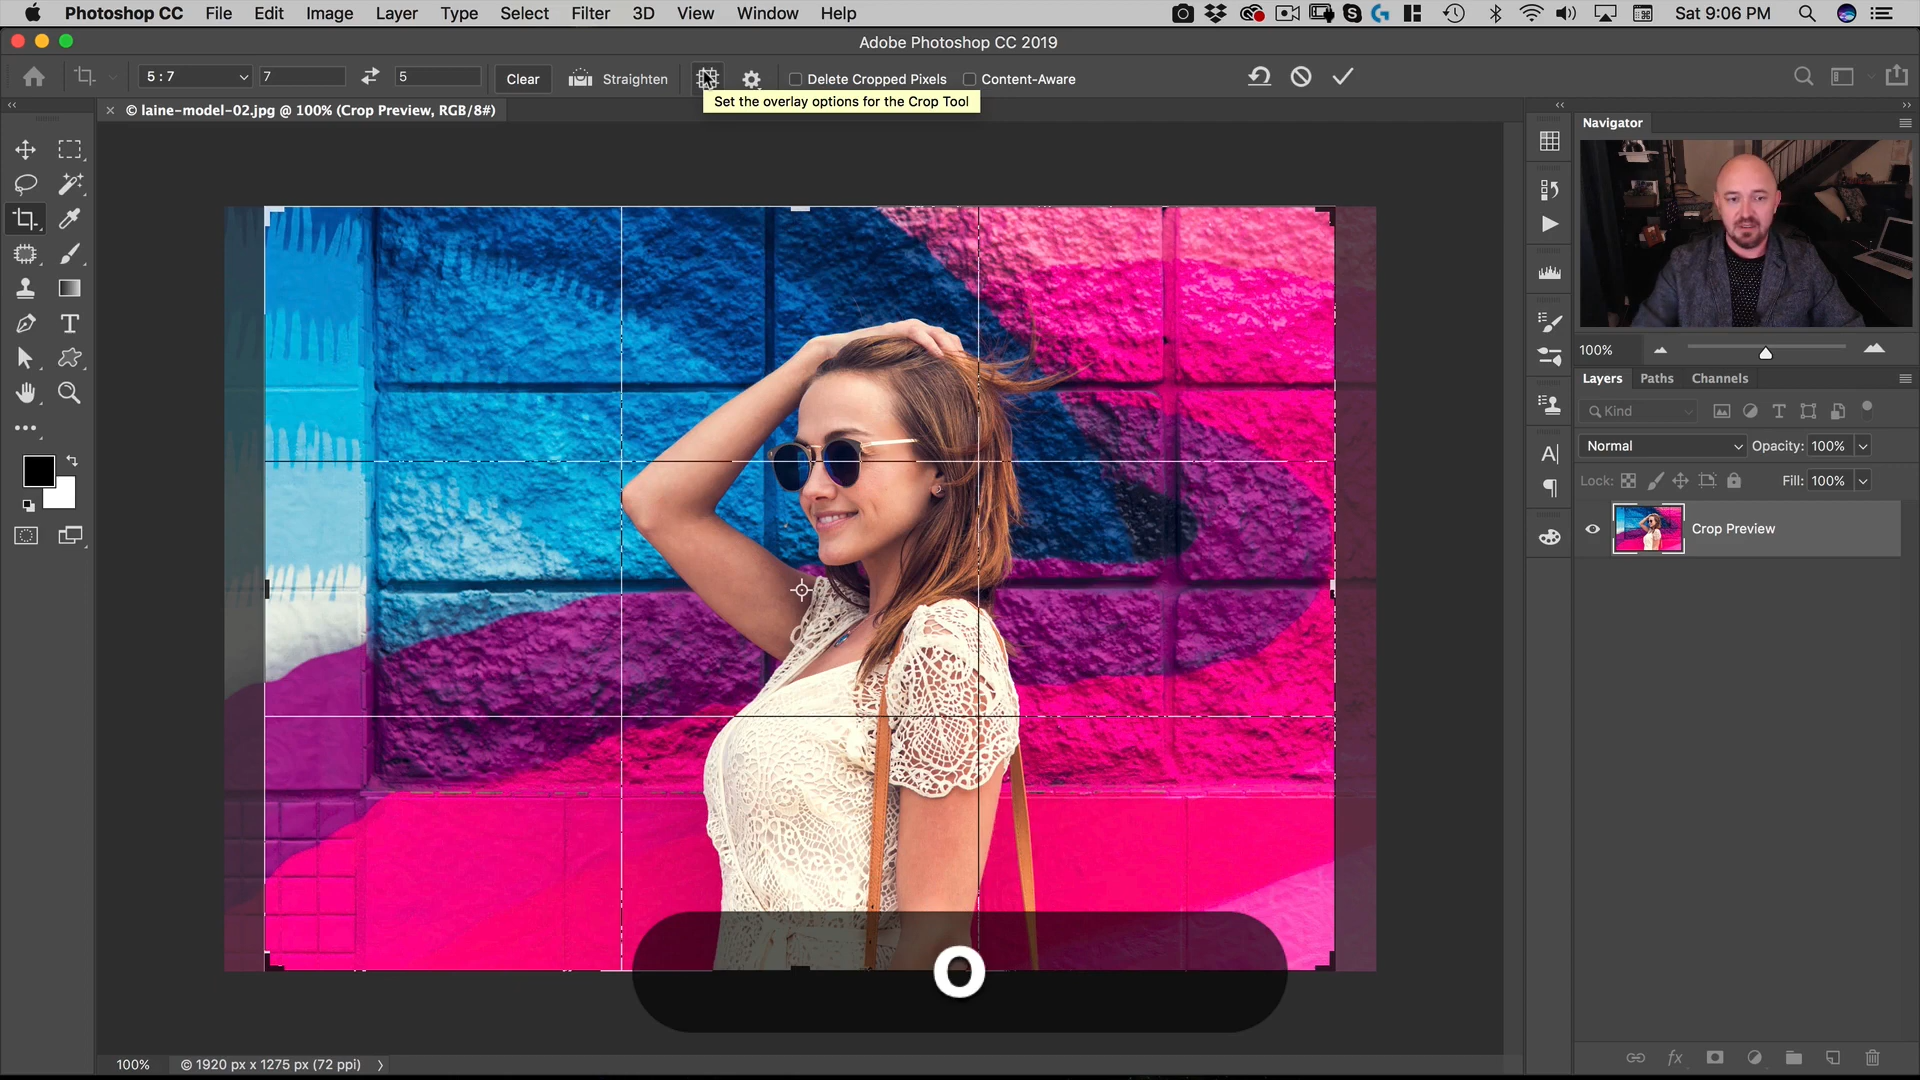 Photoshop CC File Edit Image Layer Type Select Filter 3D View Window Help Sat 9:06 PM
Adobe Photoshop CC 2019
5 : 7 7 5 Clear Straighten Delete Cropped Pixels Content-Aware
Set the overlay options for the Crop Tool
× © laine-model-02.jpg @ 100% (Crop Preview, RGB/8#)
Navigator
100%
Layers Paths Channels
Kind
Normal Opacity: 100%
Lock: Fill: 100%
Crop Preview
O
100% © 1920 px x 1275 px (72 ppi)
fx